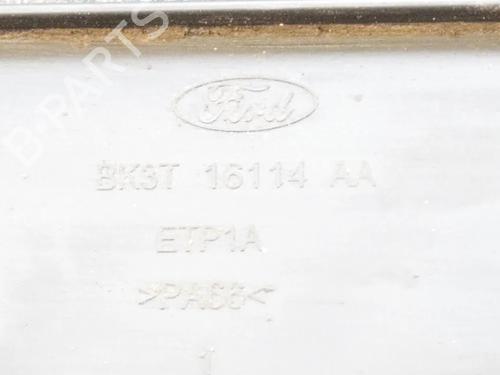 B-PARTS
Ford
BK3T 16114 AA
ETP1A
>PA66<